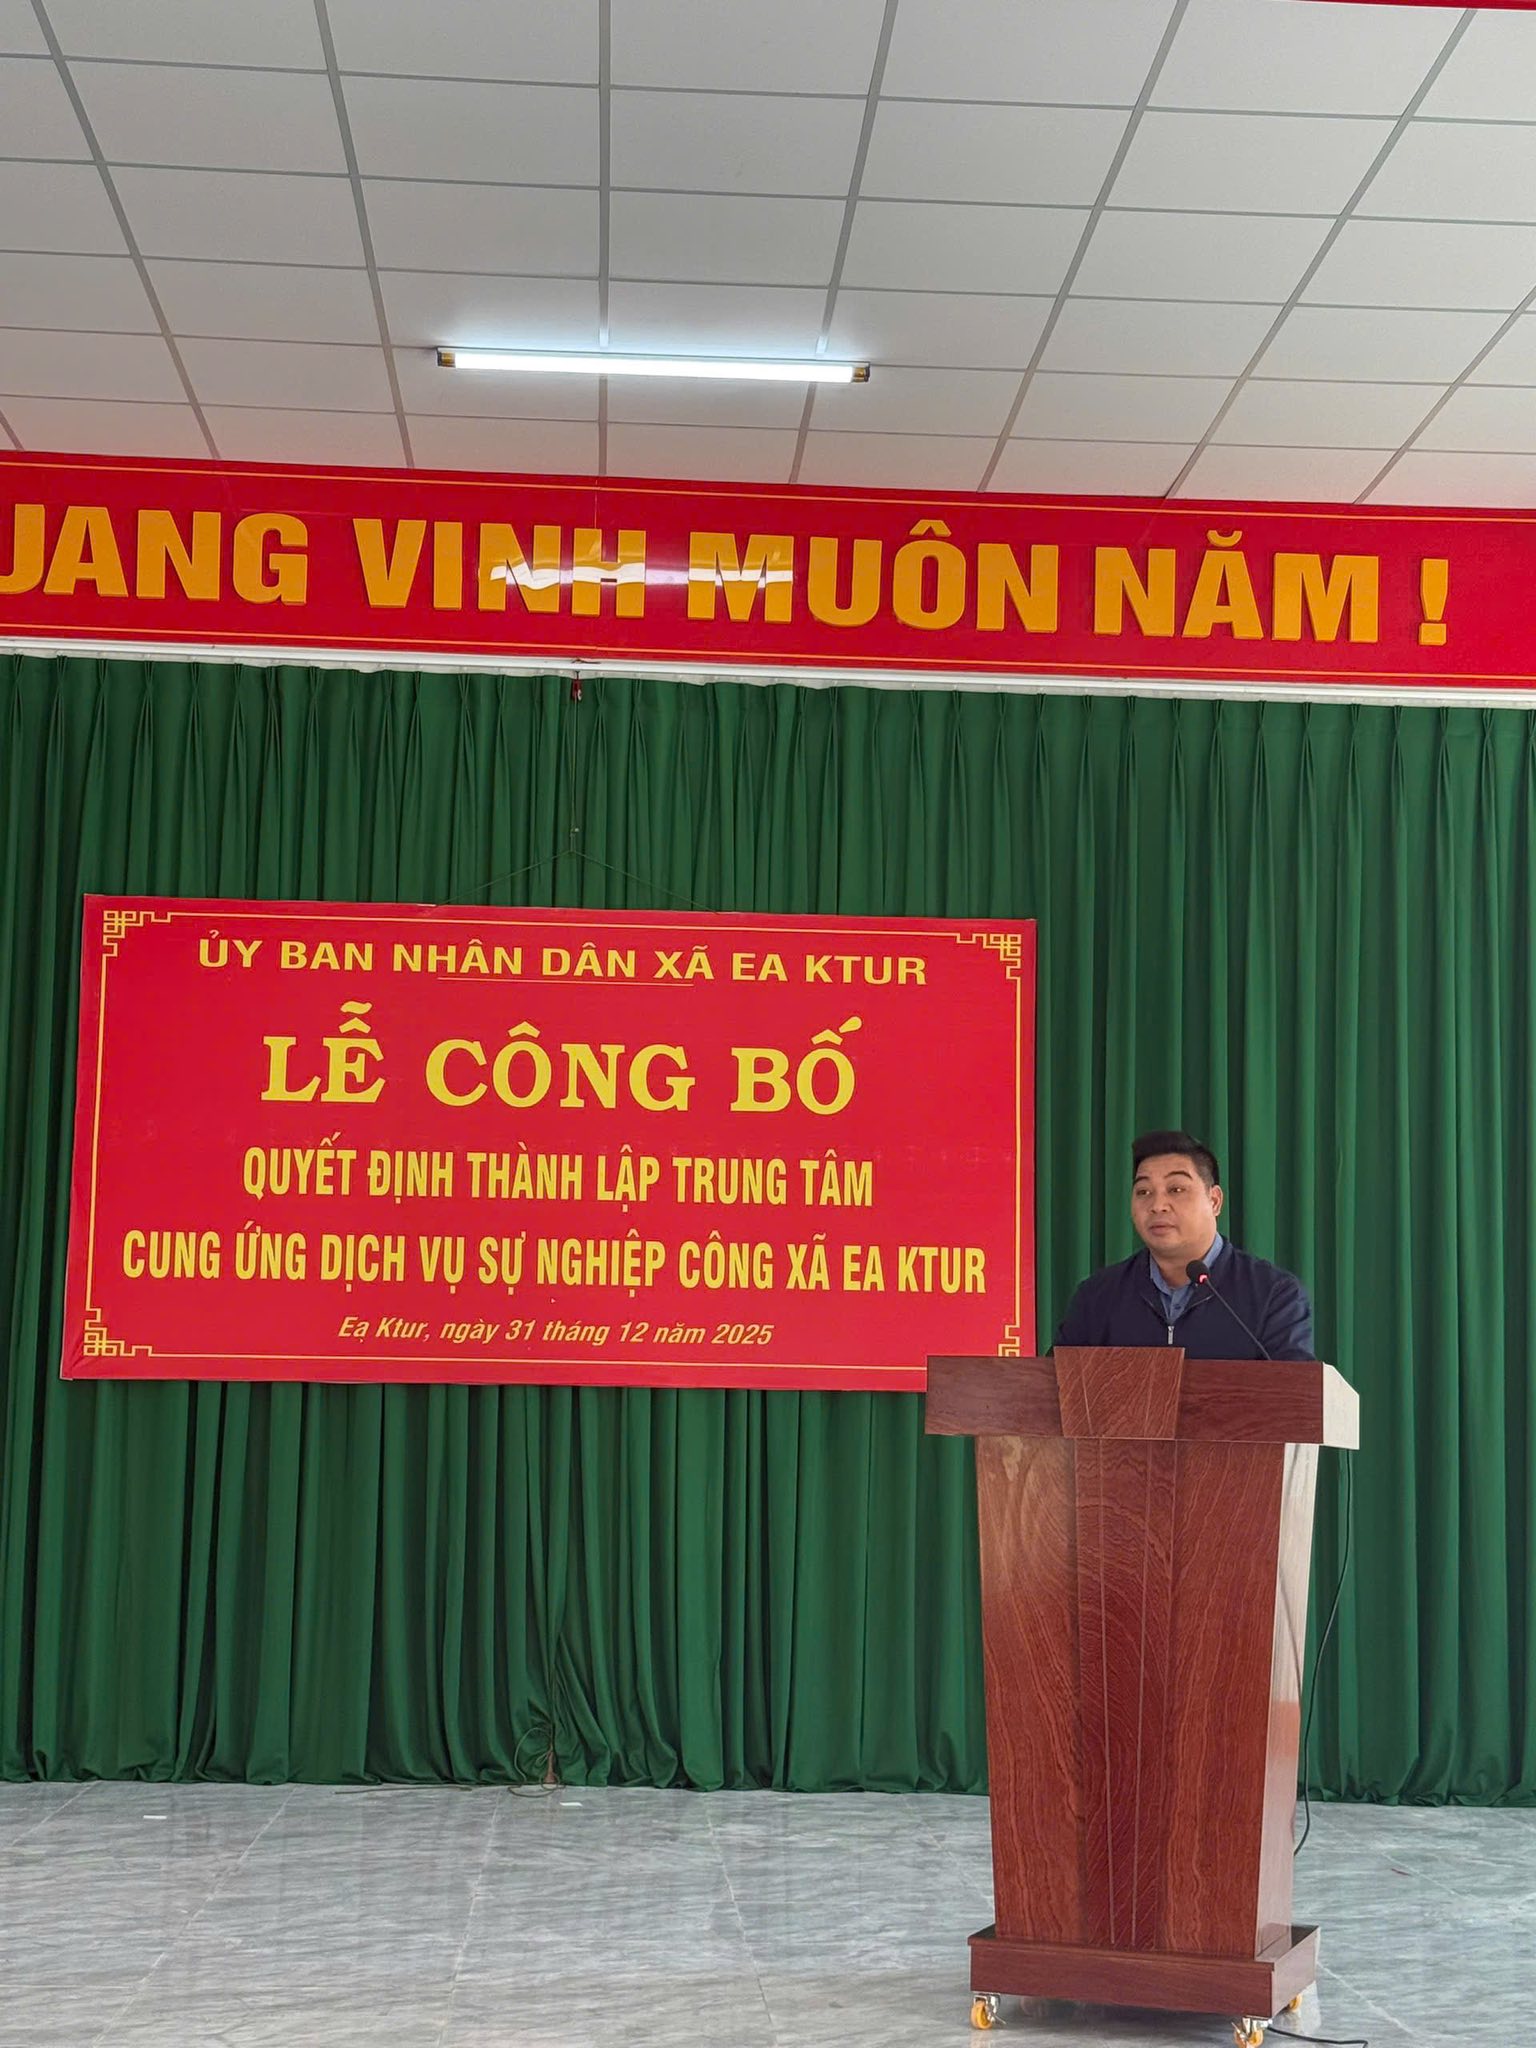 UANG VINH MUÔN NĂM !
ỦY BAN NHÂN DÂN XÃ EA KTUR
LỄ CÔNG BỐ
QUYẾT ĐỊNH THÀNH LẬP TRUNG TÂM
CUNG ỨNG DỊCH VỤ SỰ NGHIỆP CÔNG XÃ EA KTUR
Ea Ktur, ngày 31 tháng 12 năm 2025